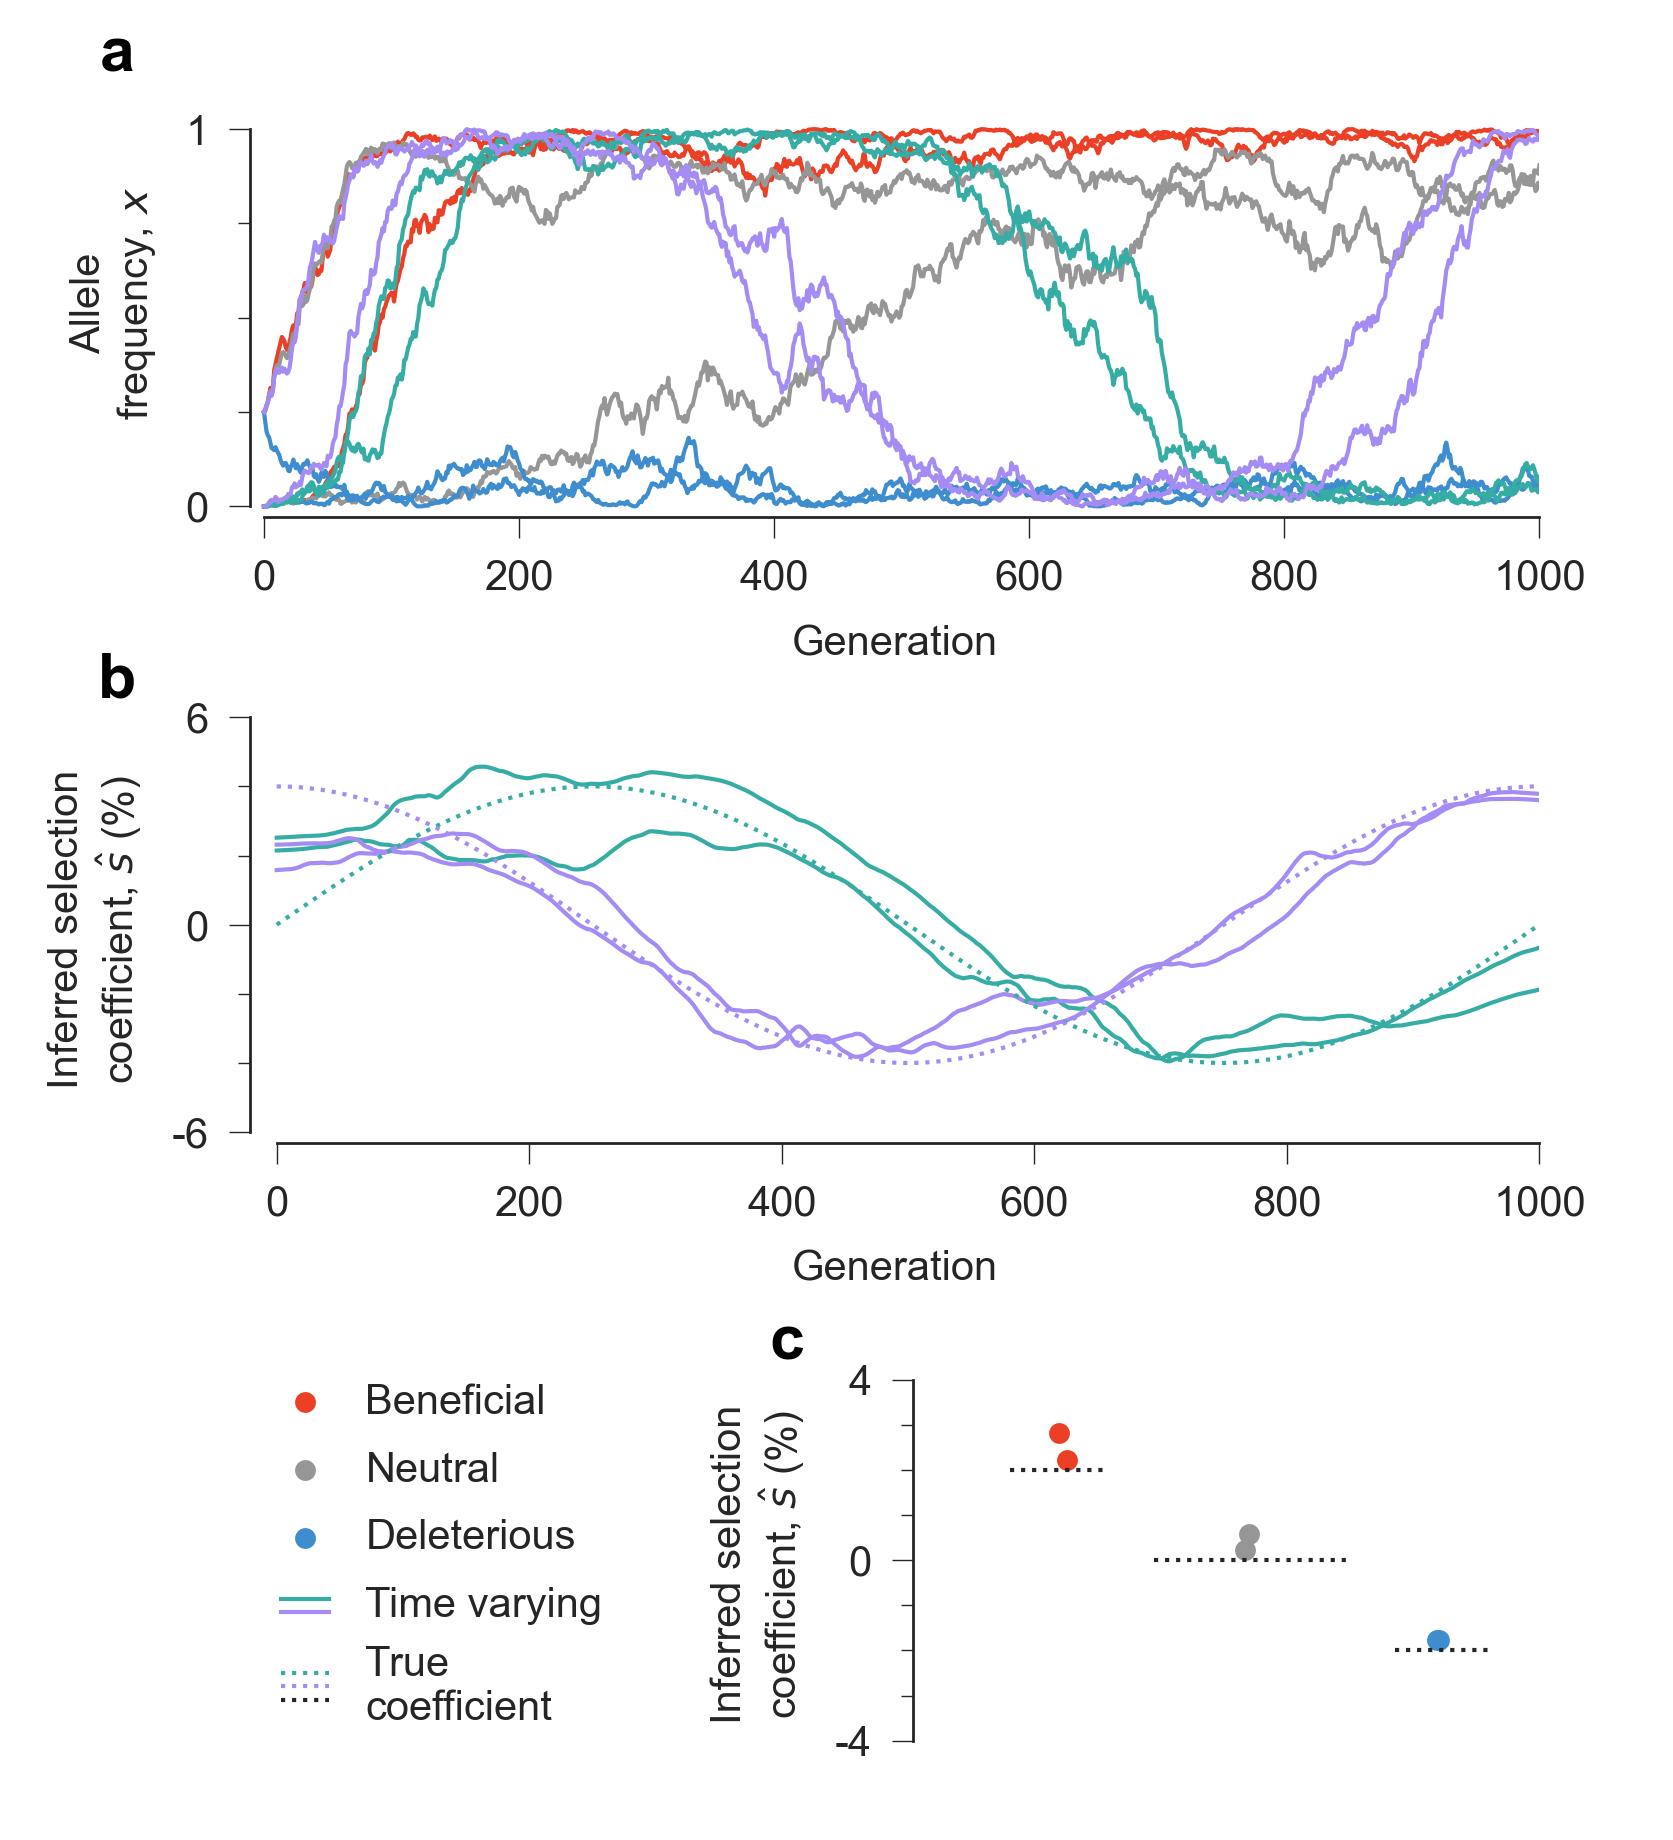 a
1
0
Allele
frequency, x
0 200 400 600 800 1000
Generation
b
6
0
-6
Inferred selection
coefficient, ŝ (%)
0 200 400 600 800 1000
Generation
Beneficial
Neutral
Deleterious
Time varying
True
coefficient
c
4
0
-4
Inferred selection
coefficient, ŝ (%)